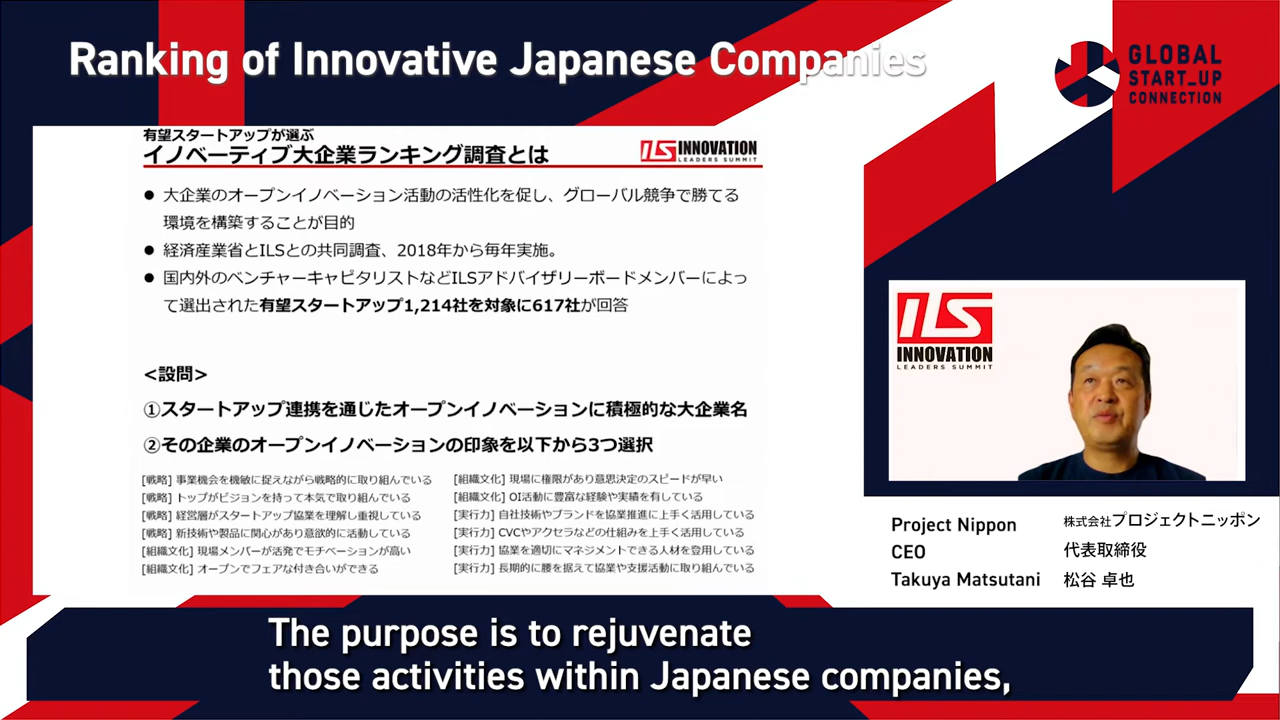 Ranking of Innovative Japanese Companies
GLOBAL
START_UP
CONNECTION
有望スタートアップが選ぶ
イノベーティブ大企業ランキング調査とは
ILS INNOVATION
LEADERS SUMMIT
● 大企業のオープンイノベーション活動の活性化を促し、グローバル競争で勝てる
環境を構築することが目的
● 経済産業省とILSとの共同調査、2018年から毎年実施。
● 国内外のベンチャーキャピタリストなどILSアドバイザリーボードメンバーによっ
て選出された有望スタートアップ1,214社を対象に617社が回答
<設問>
①スタートアップ連携を通じたオープンイノベーションに積極的な大企業名
②その企業のオープンイノベーションの印象を以下から3つ選択
[戦略] 事業機会を機敏に捉えながら戦略的に取り組んでいる
[戦略] トップがビジョンを持って本気で取り組んでいる
[戦略] 経営層がスタートアップ協業を理解し重視している
[戦略] 新技術や製品に関心があり意欲的に活動している
[組織文化] 現場メンバーが活発でモチベーションが高い
[組織文化] オープンでフェアな付き合いができる
[組織文化] 現場に権限があり意思決定のスピードが早い
[組織文化] OI活動に豊富な経験や実績を有している
[実行力] 自社技術やブランドを協業推進に上手く活用している
[実行力] CVCやアクセラなどの仕組みを上手く活用している
[実行力] 協業を適切にマネジメントできる人材を登用している
[実行力] 長期的に腰を据えて協業や支援活動に取り組んでいる
ILS
INNOVATION
LEADERS SUMMIT
Project Nippon
CEO
Takuya Matsutani
株式会社プロジェクトニッポン
代表取締役
松谷 卓也
The purpose is to rejuvenate
those activities within Japanese companies,